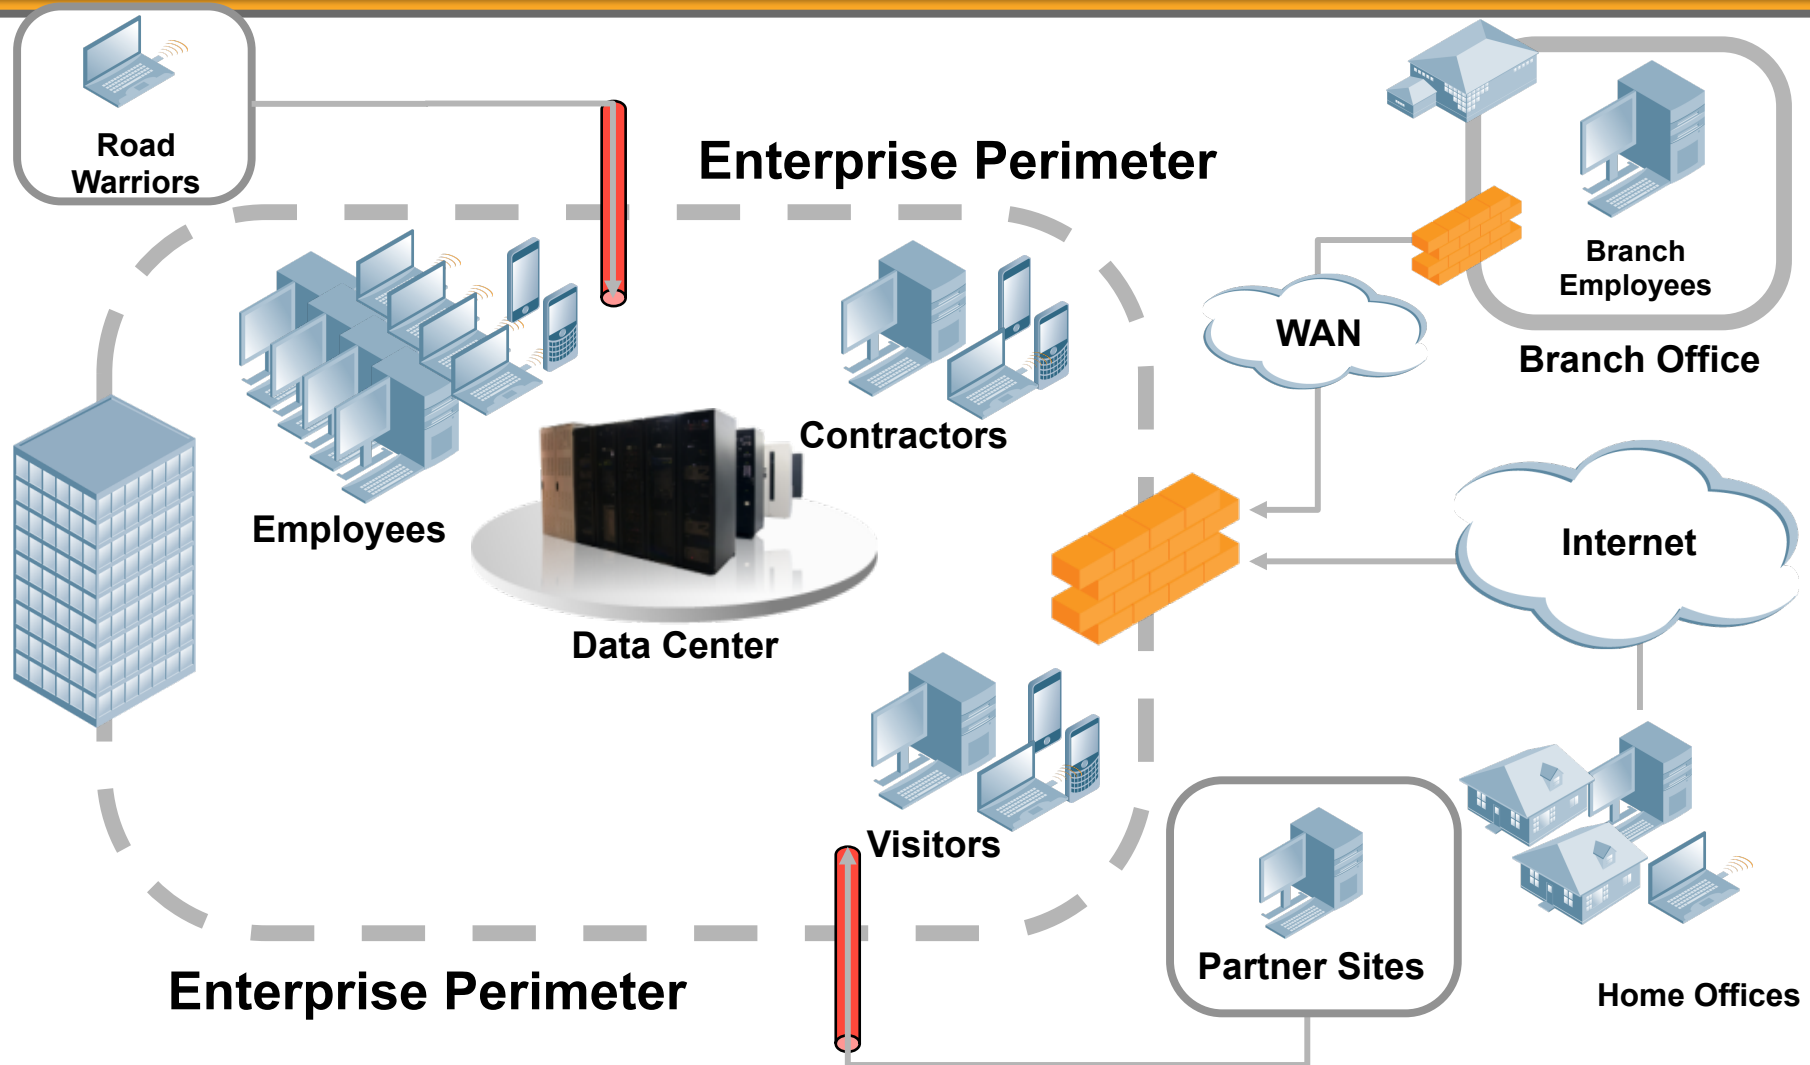 Road
Warriors
Enterprise Perimeter
Branch
Employees
WAN
Branch Office
Contractors
Employees
Internet
Data Center
Visitors
Partner Sites
Enterprise Perimeter
Home Offices